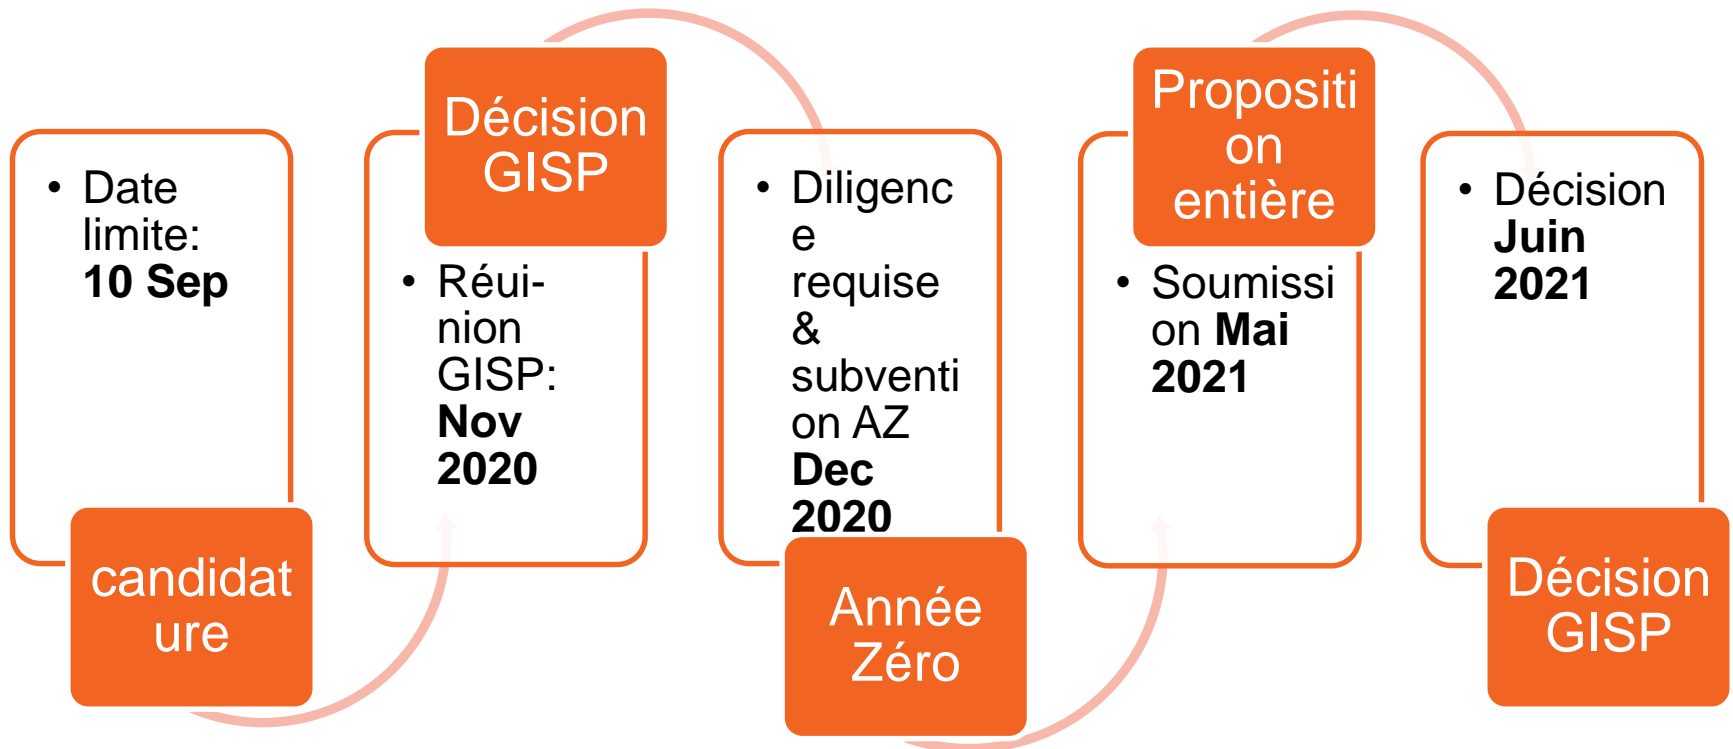 • Date
limite:
10 Sep
candidat
ure
Décision
GISP
• Réui-
nion
GISP:
Nov
2020
• Diligenc
e
requise
&
subventi
on AZ
Dec
2020
Année
Zéro
Propositi
on
entière
• Soumissi
on Mai
2021
• Décision
Juin
2021
Décision
GISP